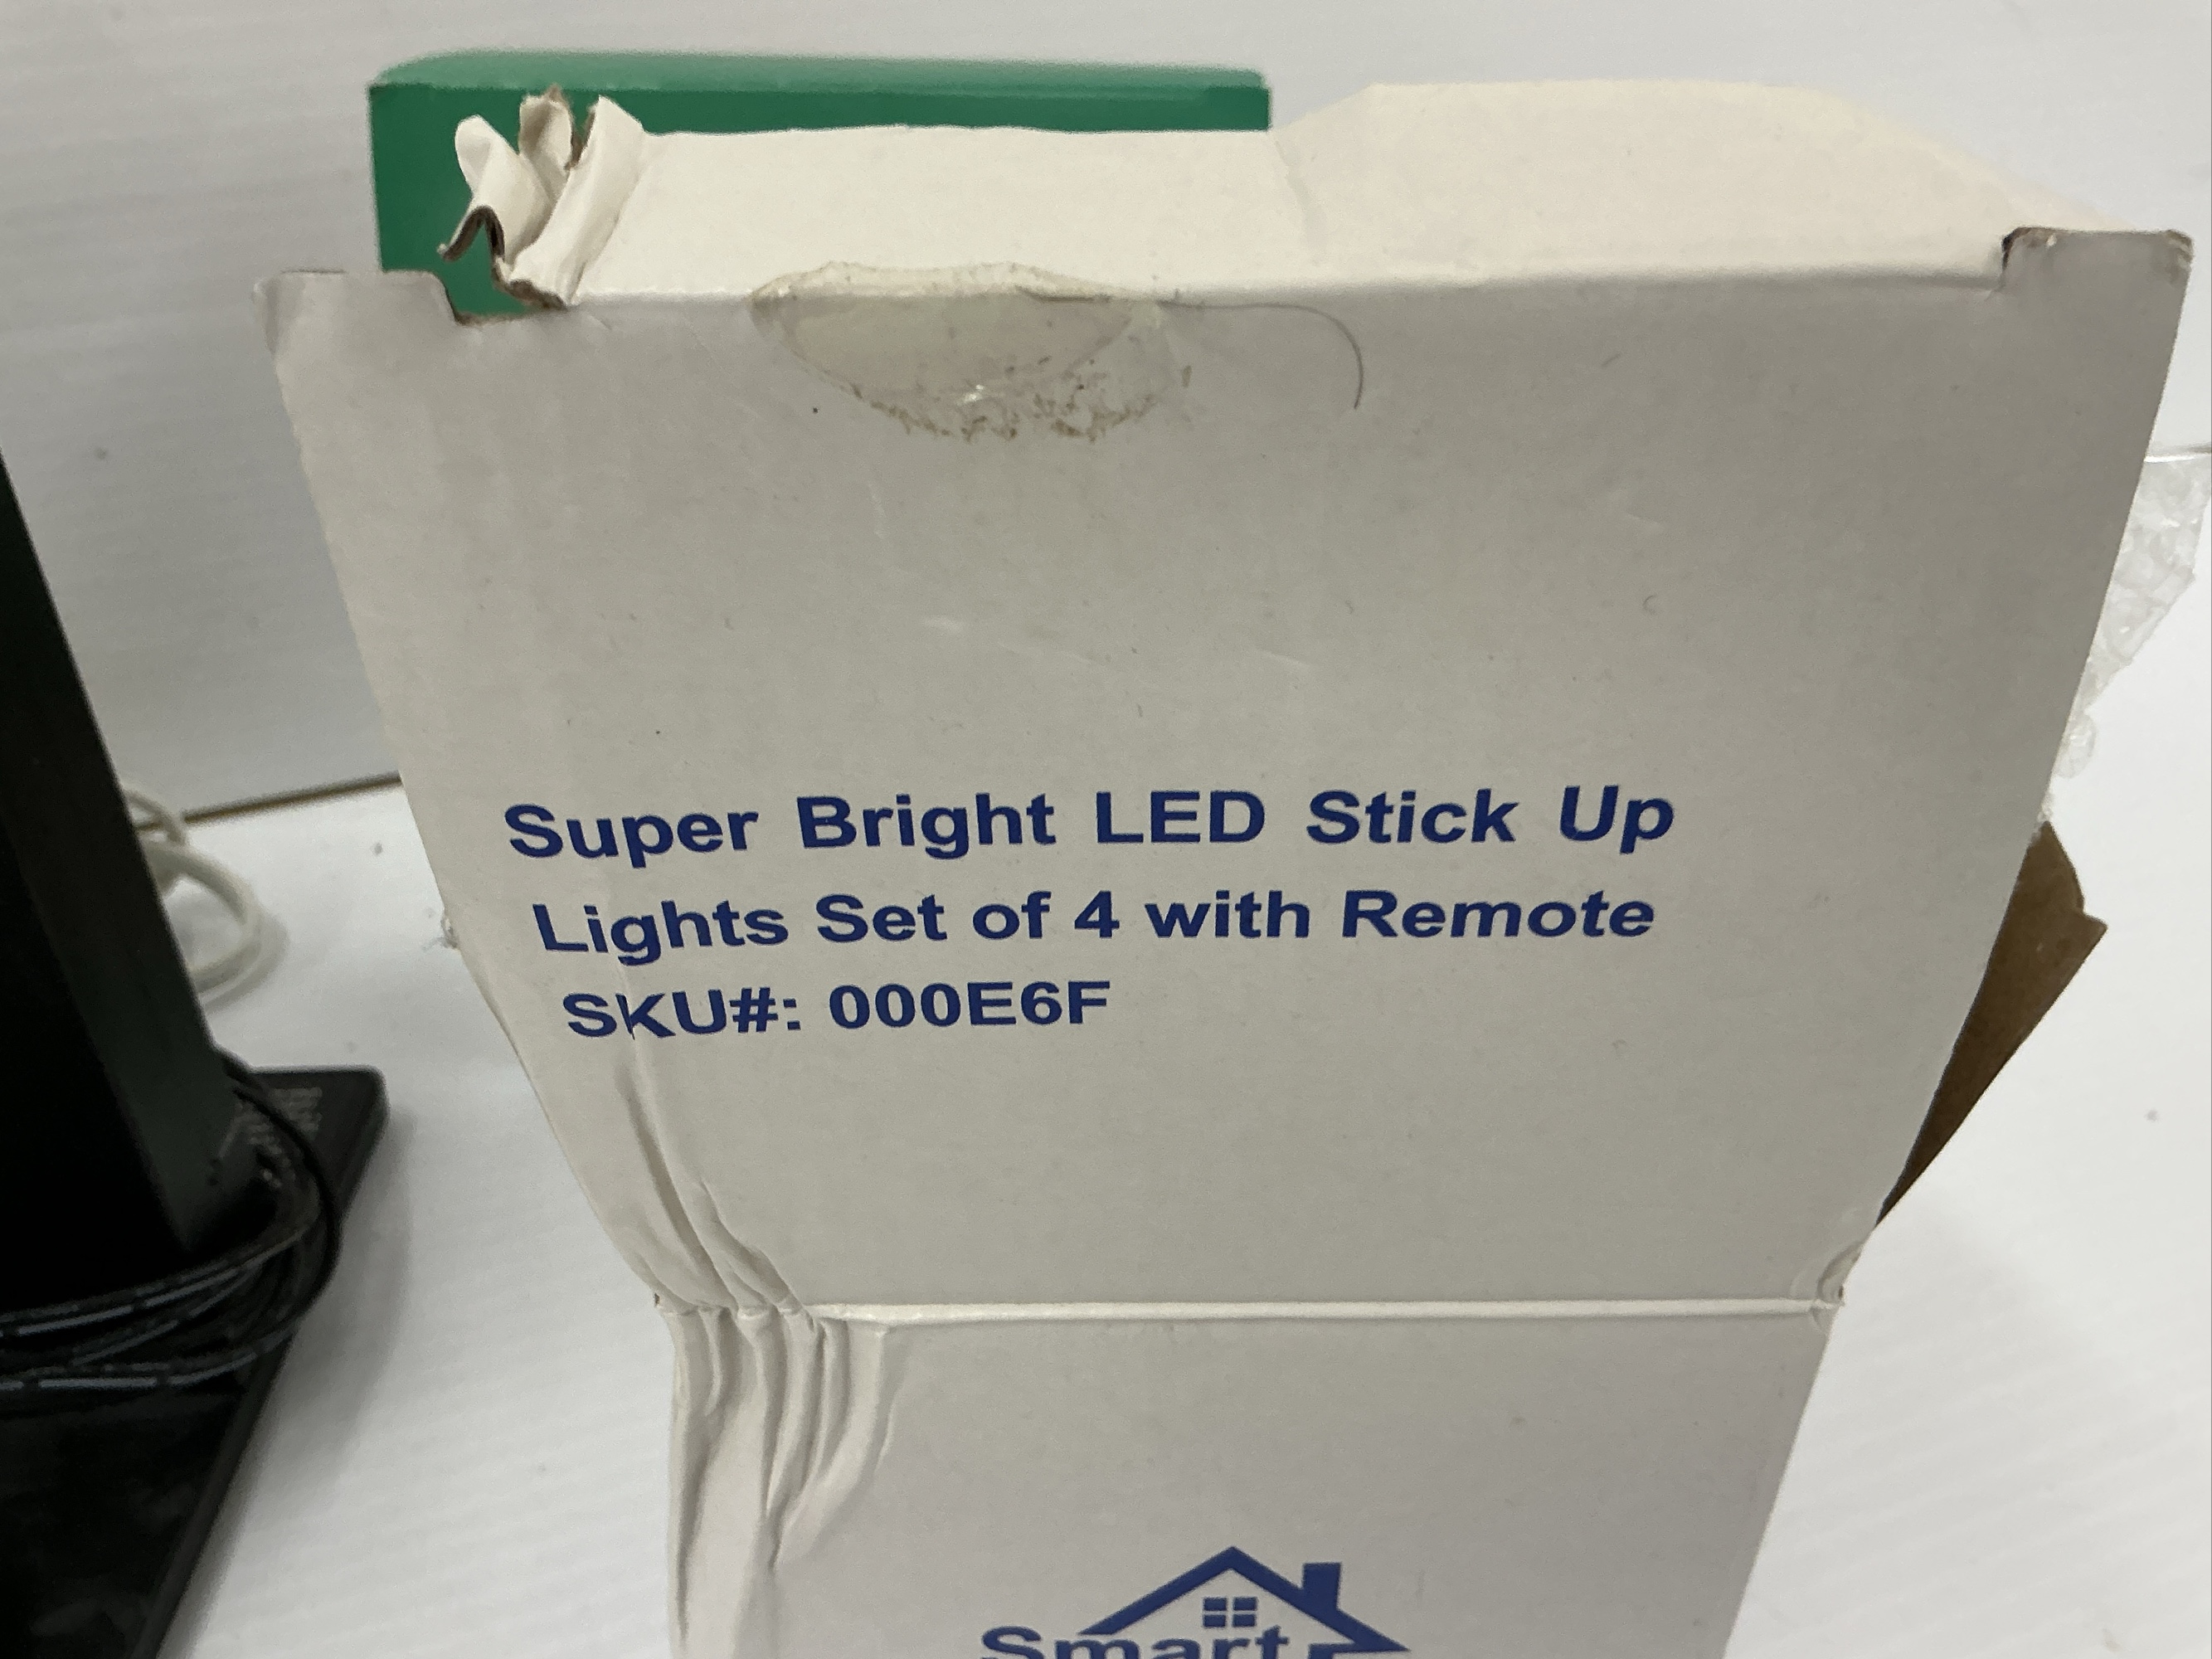 Super Bright LED Stick Up
Lights Set of 4 with Remote
SKU#: 000E6F
Smart